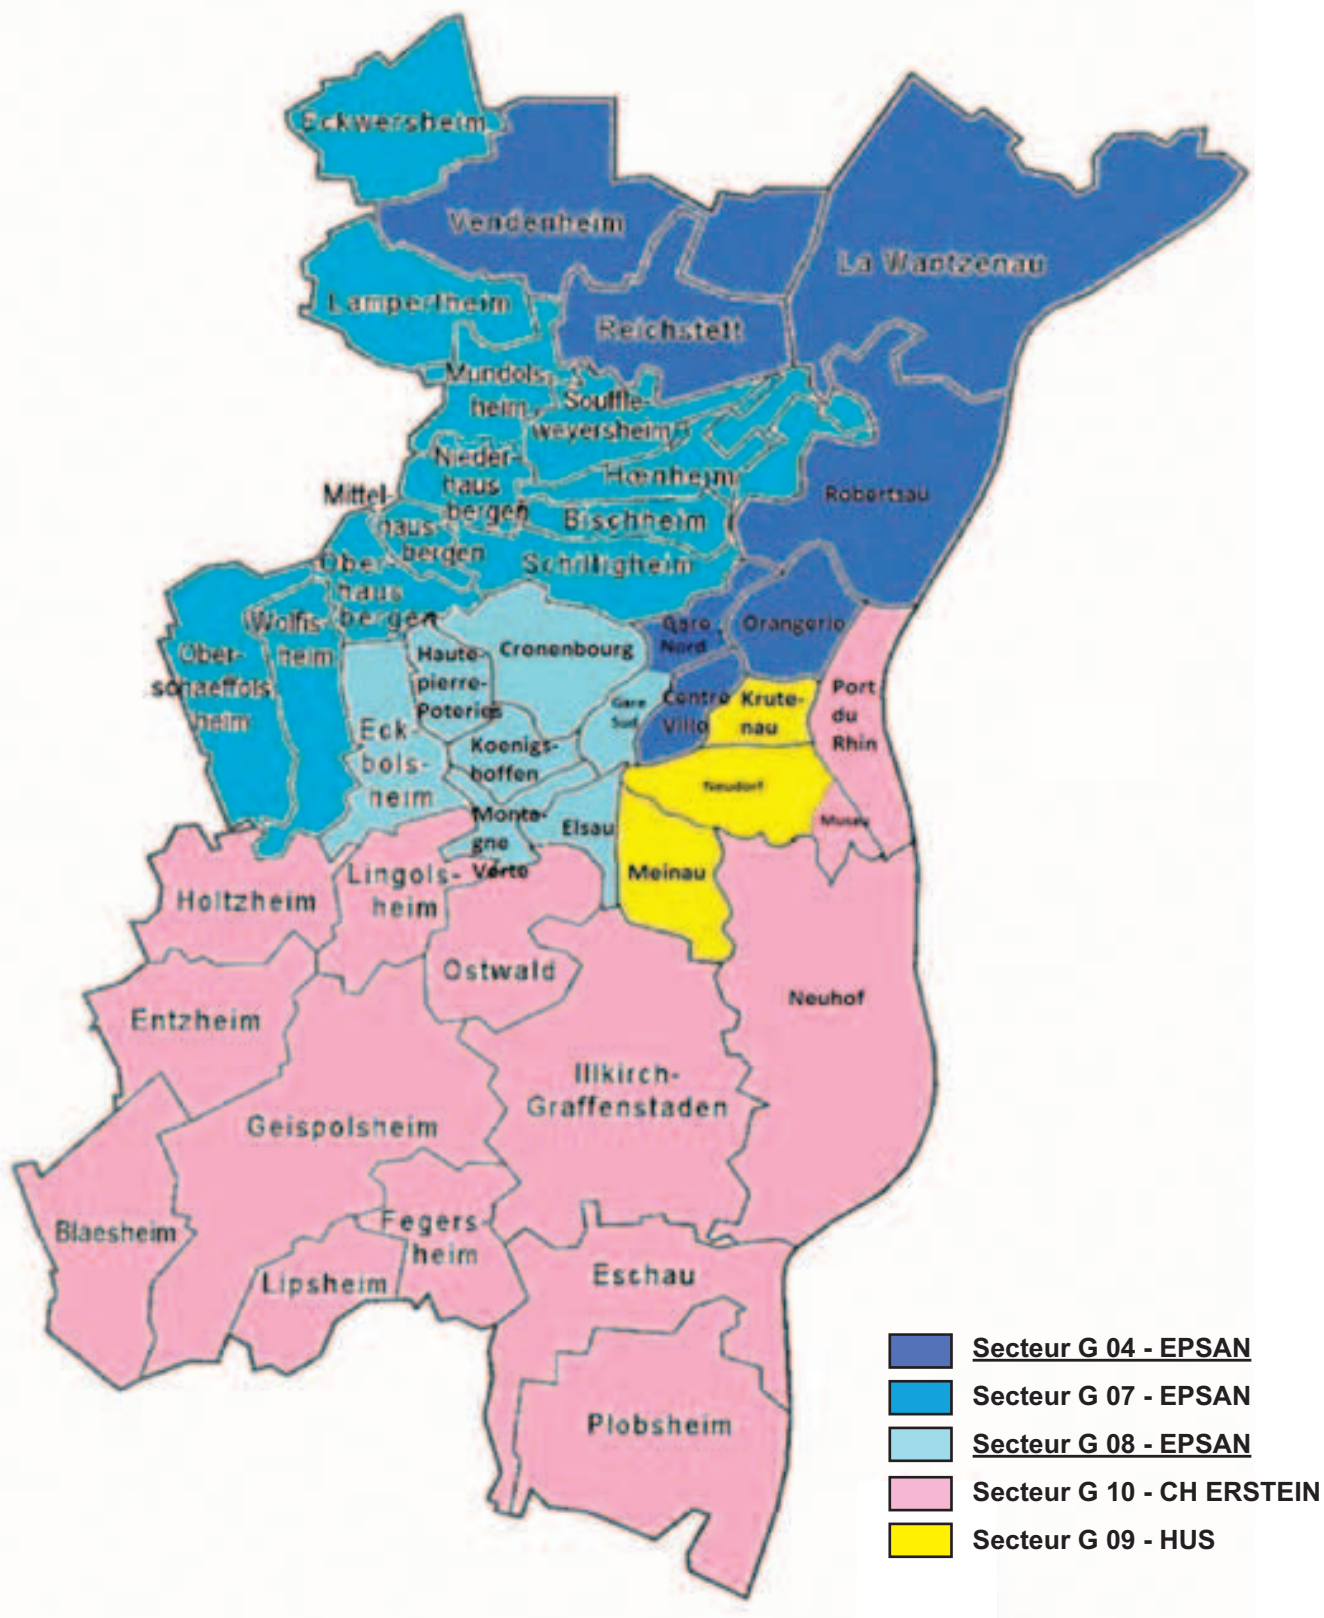 Eckwersheim
Vendenheim
La Wantzenau
Lampertheim
Reichstett
Mundols-
heim
Souffle-
weyersheim
Nieder-
haus
bergen
Hœnheim
Mittel-
haus
bergen
Bischheim
Robertsau
Schiltigheim
Ober
haus
bergen
Wolfis-
heim
Ober-
schaeffols
heim
Gare
Nord
Orangerie
Haute-
pierre-
Poteries
Cronenbourg
Gare
Sud
Centre
Ville
Krute-
nau
Port
du
Rhin
Eck-
bols-
heim
Koenigs-
hoffen
Neudorf
Musau
Monta-
gne
Verte
Elsau
Meinau
Holtzheim
Lingols-
heim
Ostwald
Neuhof
Entzheim
Illkirch-
Graffenstaden
Geispolsheim
Blaesheim
Fegers-
heim
Lipsheim
Eschau
Plobsheim
Secteur G 04 - EPSAN
Secteur G 07 - EPSAN
Secteur G 08 - EPSAN
Secteur G 10 - CH ERSTEIN
Secteur G 09 - HUS